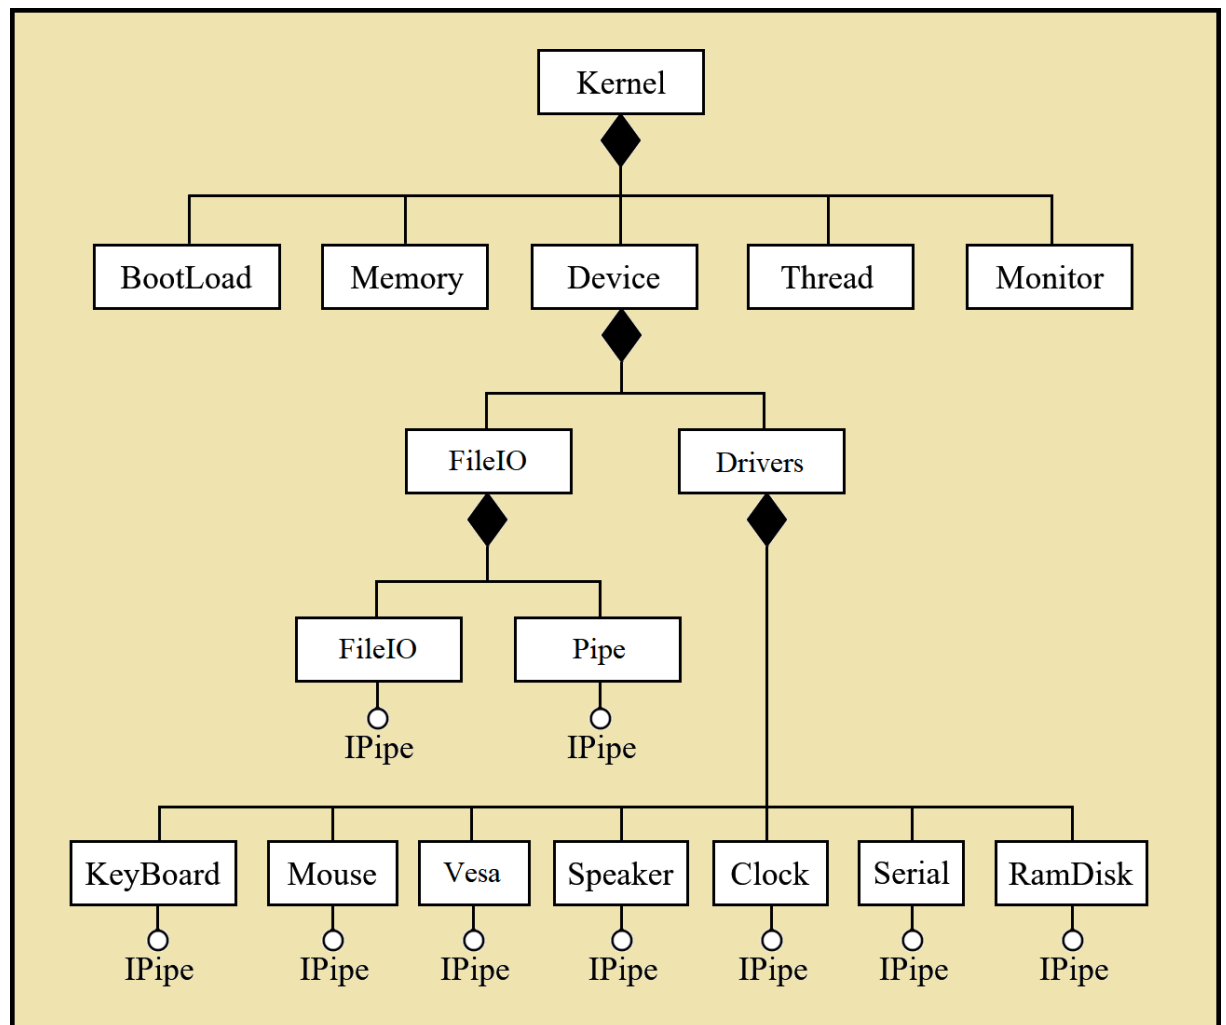 Kernel
BootLoad Memory Device Thread Monitor
FileIO Drivers
FileIO Pipe
IPipe IPipe
KeyBoard Mouse Vesa Speaker Clock Serial RamDisk
IPipe IPipe IPipe IPipe IPipe IPipe IPipe